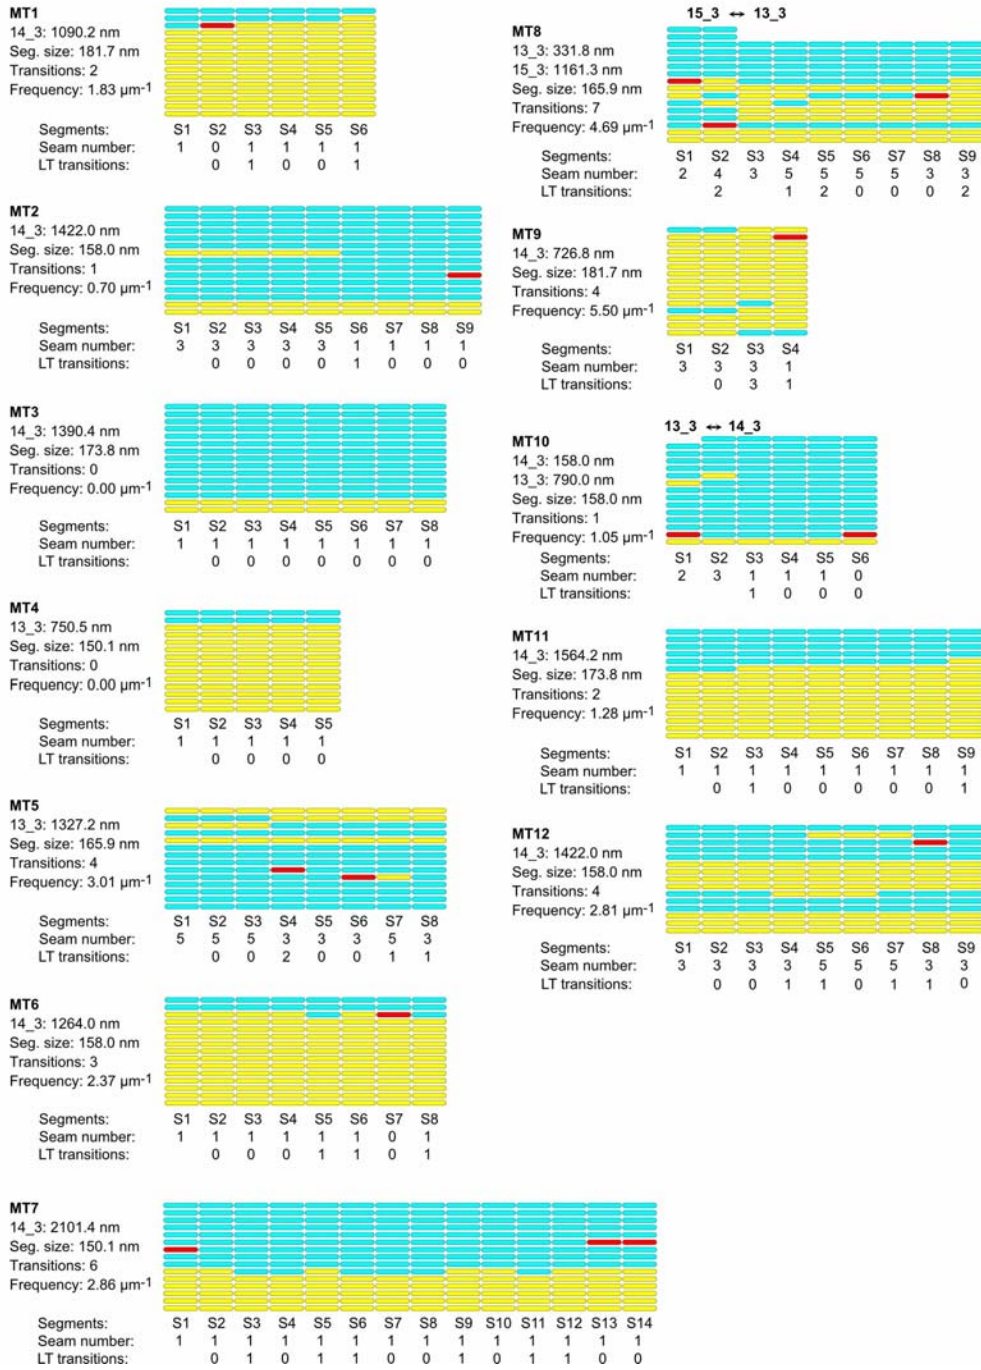 MT1
14_3: 1090.2 nm
Seg. size: 181.7 nm
Transitions: 2
Frequency: 1.83 µm-1
Segments: S1 S2 S3 S4 S5 S6
Seam number: 1 0 1 1 1 1
LT transitions: 0 1 0 0 1
MT2
14_3: 1422.0 nm
Seg. size: 158.0 nm
Transitions: 1
Frequency: 0.70 µm-1
Segments: S1 S2 S3 S4 S5 S6 S7 S8 S9
Seam number: 3 3 3 3 3 1 1 1 1
LT transitions: 0 0 0 0 1 0 0 0
MT3
14_3: 1390.4 nm
Seg. size: 173.8 nm
Transitions: 0
Frequency: 0.00 µm-1
Segments: S1 S2 S3 S4 S5 S6 S7 S8
Seam number: 1 1 1 1 1 1 1 1
LT transitions: 0 0 0 0 0 0 0
MT4
13_3: 750.5 nm
Seg. size: 150.1 nm
Transitions: 0
Frequency: 0.00 µm-1
Segments: S1 S2 S3 S4 S5
Seam number: 1 1 1 1 1
LT transitions: 0 0 0 0
MT5
13_3: 1327.2 nm
Seg. size: 165.9 nm
Transitions: 4
Frequency: 3.01 µm-1
Segments: S1 S2 S3 S4 S5 S6 S7 S8
Seam number: 5 5 5 3 3 3 5 3
LT transitions: 0 0 2 0 0 1 1
MT6
14_3: 1264.0 nm
Seg. size: 158.0 nm
Transitions: 3
Frequency: 2.37 µm-1
Segments: S1 S2 S3 S4 S5 S6 S7 S8
Seam number: 1 1 1 1 1 1 0 1
LT transitions: 0 0 0 1 1 0 1
MT7
14_3: 2101.4 nm
Seg. size: 150.1 nm
Transitions: 6
Frequency: 2.86 µm-1
Segments: S1 S2 S3 S4 S5 S6 S7 S8 S9 S10 S11 S12 S13 S14
Seam number: 1 1 1 1 1 1 1 1 1 1 1 1 1 1
LT transitions: 0 1 0 1 1 0 0 1 0 1 1 0 0
15_3 ↔ 13_3
MT8
13_3: 331.8 nm
15_3: 1161.3 nm
Seg. size: 165.9 nm
Transitions: 7
Frequency: 4.69 µm-1
Segments: S1 S2 S3 S4 S5 S6 S7 S8 S9
Seam number: 2 4 3 5 5 5 5 3 3
LT transitions: 2 1 2 0 0 0 2
MT9
14_3: 726.8 nm
Seg. size: 181.7 nm
Transitions: 4
Frequency: 5.50 µm-1
Segments: S1 S2 S3 S4
Seam number: 3 3 3 1
LT transitions: 0 3 1
13_3 ↔ 14_3
MT10
14_3: 158.0 nm
13_3: 790.0 nm
Seg. size: 158.0 nm
Transitions: 1
Frequency: 1.05 µm-1
Segments: S1 S2 S3 S4 S5 S6
Seam number: 2 3 1 1 1 0
LT transitions: 1 0 0 0
MT11
14_3: 1564.2 nm
Seg. size: 173.8 nm
Transitions: 2
Frequency: 1.28 µm-1
Segments: S1 S2 S3 S4 S5 S6 S7 S8 S9
Seam number: 1 1 1 1 1 1 1 1 1
LT transitions: 0 1 0 0 0 0 0 1
MT12
14_3: 1422.0 nm
Seg. size: 158.0 nm
Transitions: 4
Frequency: 2.81 µm-1
Segments: S1 S2 S3 S4 S5 S6 S7 S8 S9
Seam number: 3 3 3 3 5 5 5 3 3
LT transitions: 0 0 1 1 0 1 1 0